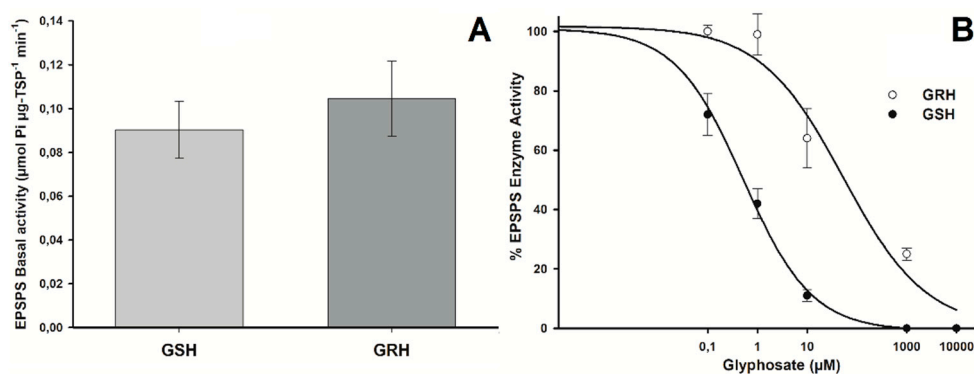 A
EPSPS Basal activity (µmol Pi µg-TSP⁻¹ min⁻¹)
0,14
0,12
0,10
0,08
0,06
0,04
0,02
0,00
GSH GRH
B
% EPSPS Enzyme Activity
100
80
60
40
20
0
GRH
GSH
0,1 1 10 1000 10000
Glyphosate (µM)